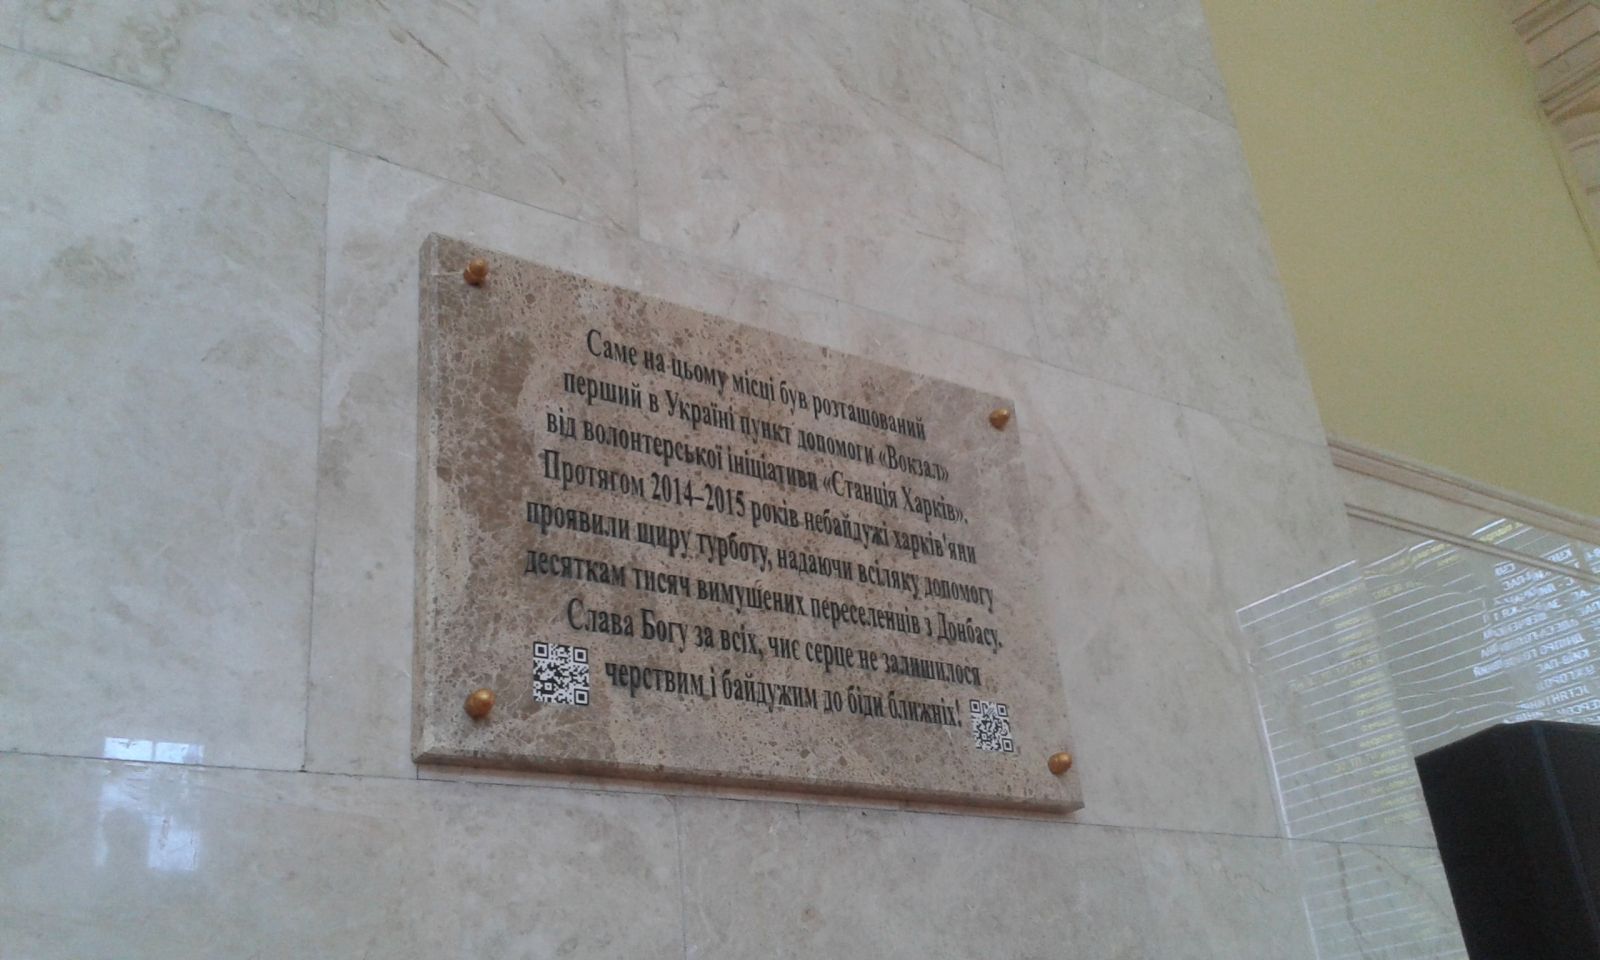 Саме на цьому місці був розташований
перший в Україні пункт допомоги «Вокзал»
від волонтерської ініціативи «Станція Харків».
Протягом 2014–2015 років небайдужі харків'яни
проявили щиру турботу, надаючи всіляку допомогу
десяткам тисяч вимушених переселенців з Донбасу.
Слава Богу за всіх, чиє серце не залишилося
черствим і байдужим до біди ближніх!